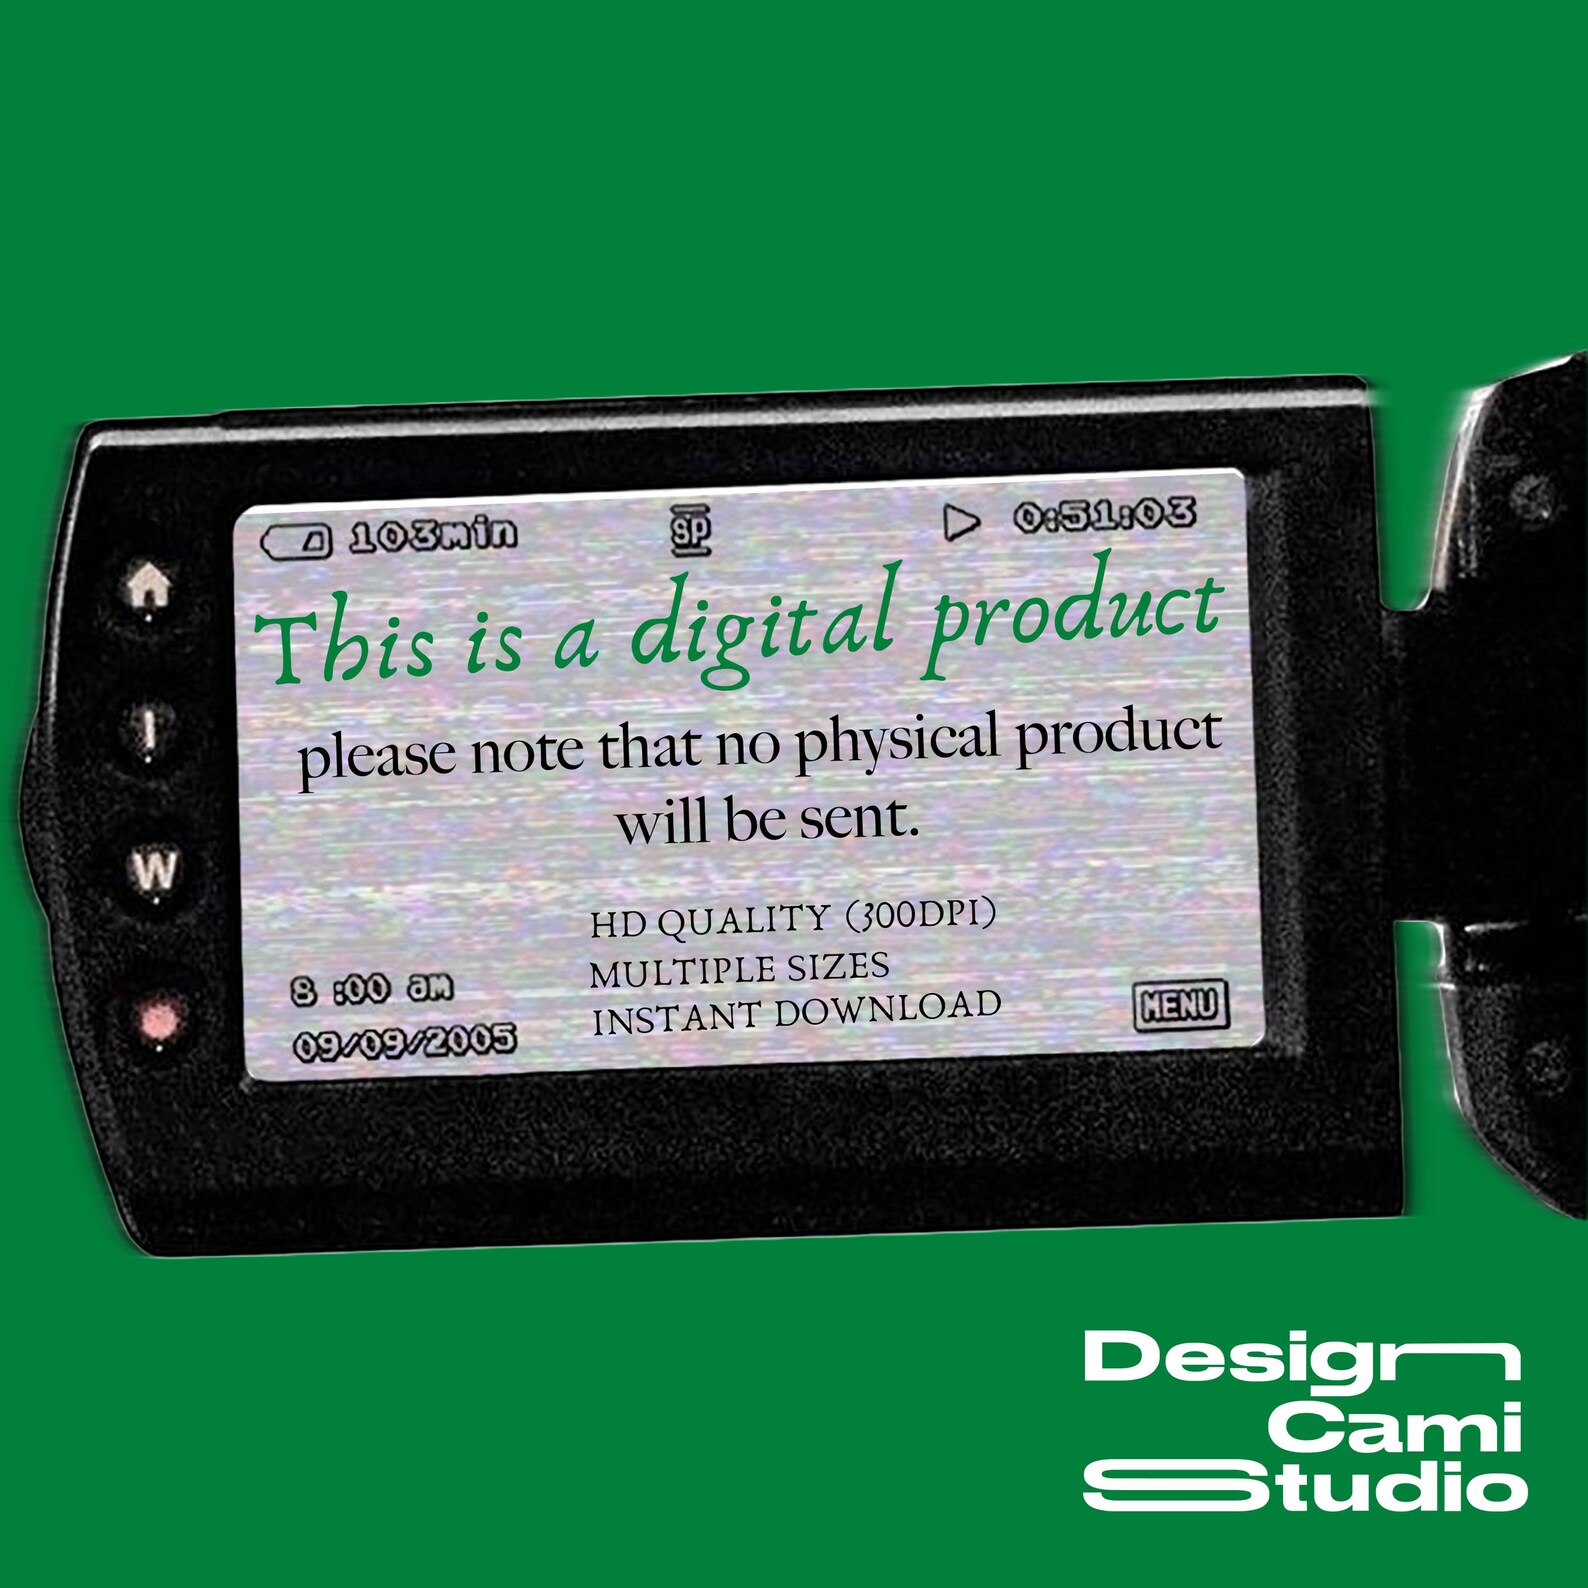 103min SP 0:51:03
This is a digital product
please note that no physical product
will be sent.
HD QUALITY (300DPI)
MULTIPLE SIZES
INSTANT DOWNLOAD
8 :00 am
09/09/2005
MENU
T
W
Design
Cami
Studio